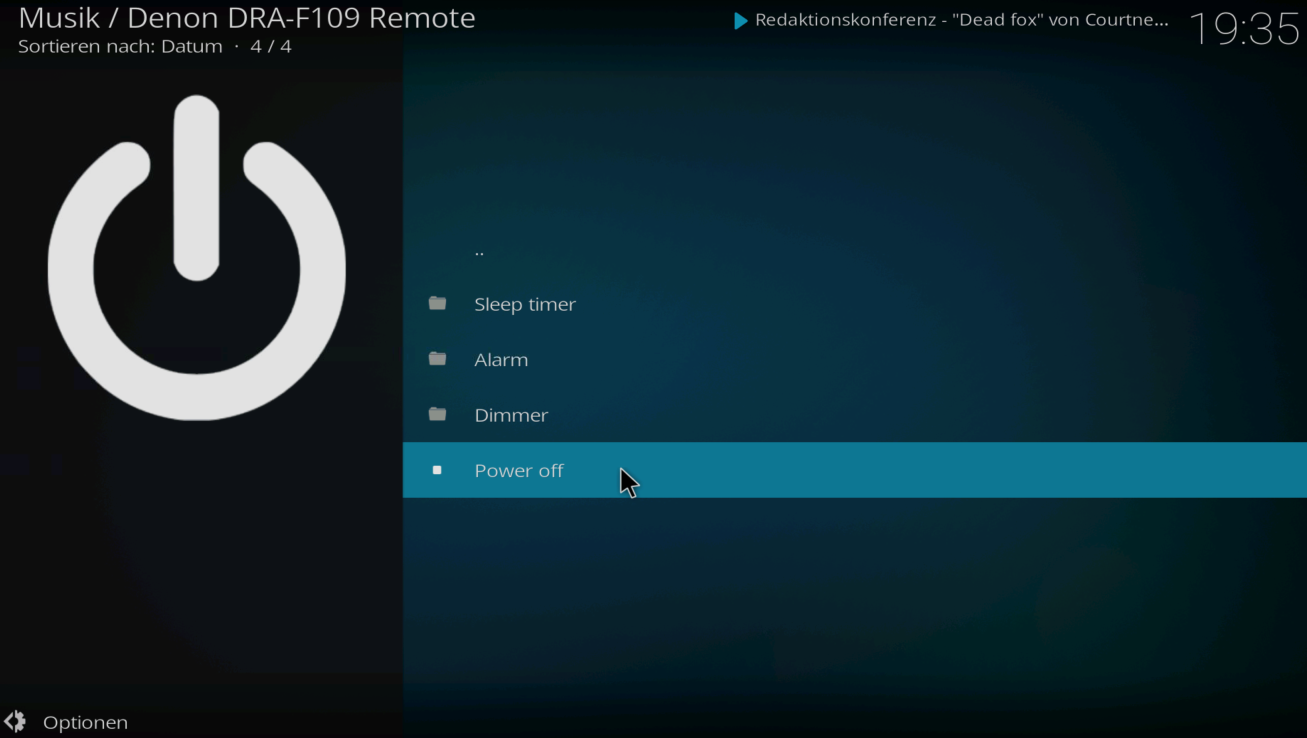 Musik / Denon DRA-F109 Remote
Sortieren nach: Datum · 4 / 4
Redaktionskonferenz - "Dead fox" von Courtne...
19:35
..
Sleep timer
Alarm
Dimmer
Power off
Optionen